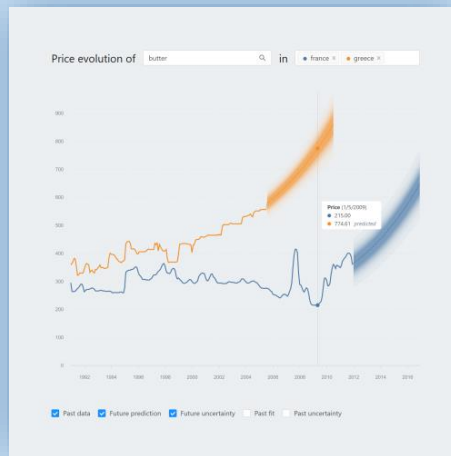 Price evolution of butter in france × greece ×
900
800
700
600
500
400
300
200
100
0
Price (1/5/2009)
215.00
774.61 predicted
1992 1994 1996 1998 2000 2002 2004 2006 2008 2010 2012 2014 2016
Past data Future prediction Future uncertainty Past fit Past uncertainty